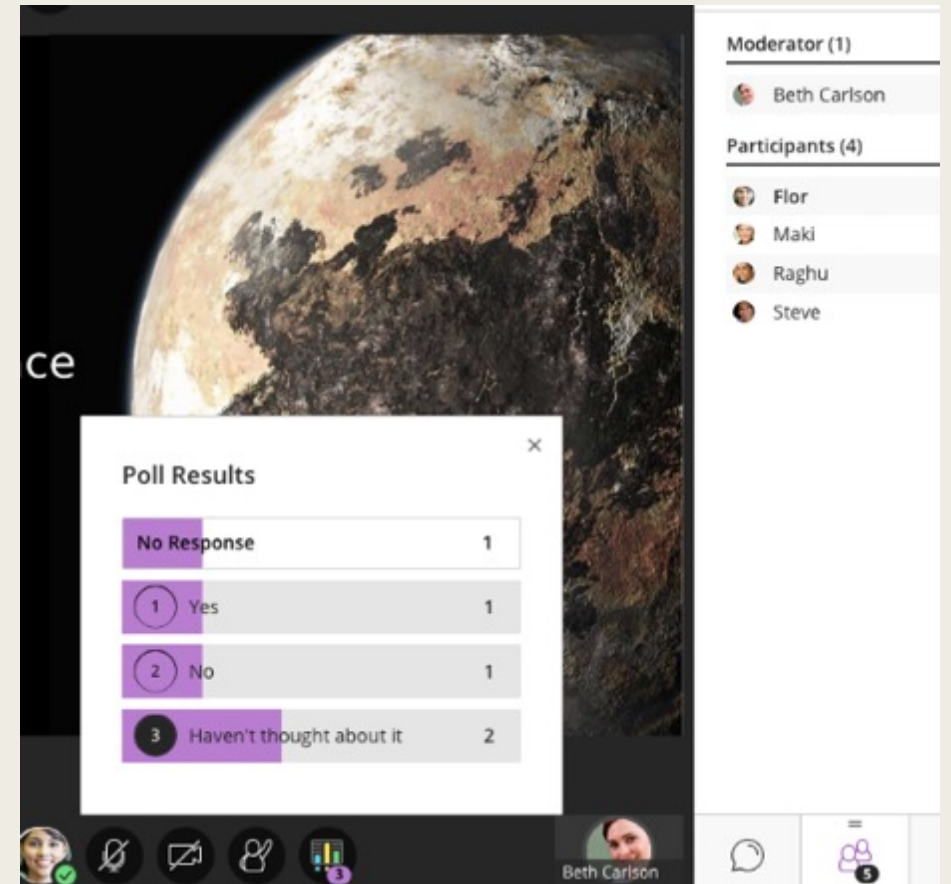 Moderator (1)
Beth Carlson
Participants (4)
Flor
Maki
Raghu
Steve
ce
Poll Results
No Response 1
1 Yes 1
2 No 1
3 Haven't thought about it 2
3
Beth Carlson
5